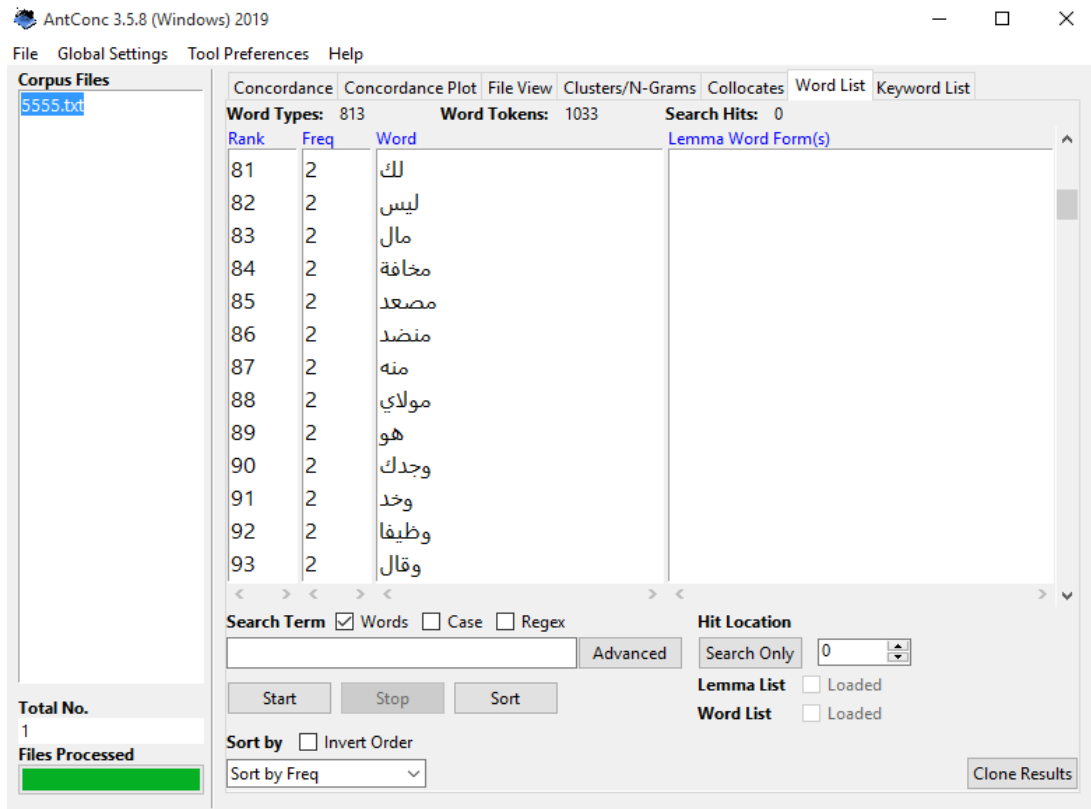 AntConc 3.5.8 (Windows) 2019
File Global Settings Tool Preferences Help
Corpus Files
5555.txt
Concordance Concordance Plot File View Clusters/N-Grams Collocates Word List Keyword List
Word Types: 813 Word Tokens: 1033 Search Hits: 0
Rank Freq Word Lemma Word Form(s)
81 2 لك
82 2 ليس
83 2 مال
84 2 مخافة
85 2 مصعد
86 2 منضد
87 2 منه
88 2 مولاي
89 2 هو
90 2 وجدك
91 2 وخد
92 2 وظيفا
93 2 وقال
Search Term Words Case Regex Hit Location
Advanced Search Only 0
Start Stop Sort Lemma List Loaded
Word List Loaded
Total No.
1
Files Processed
Sort by Invert Order
Sort by Freq Clone Results